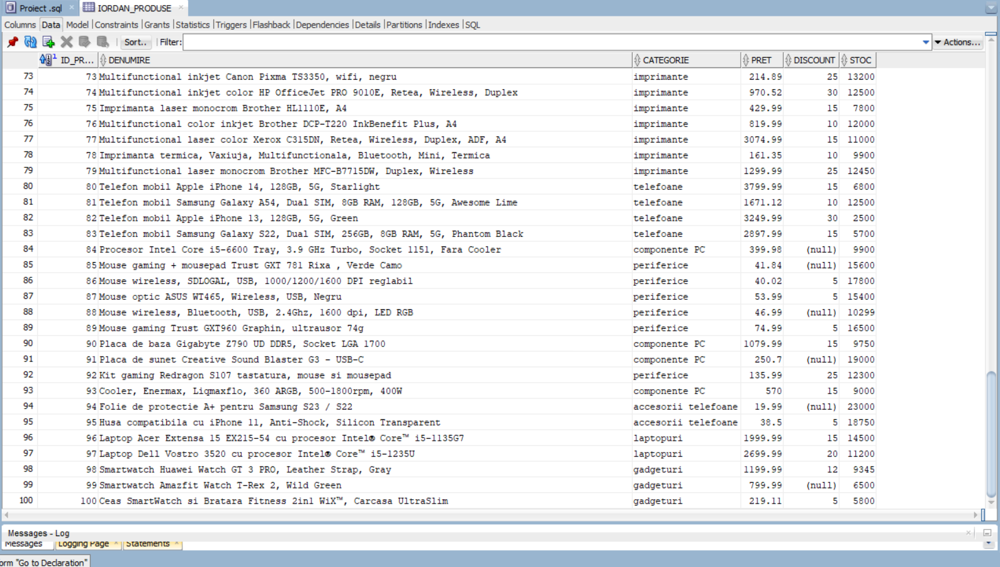 Proiect .sql × IORDAN_PRODUSE ×
Columns Data Model |Constraints |Grants |Statistics |Triggers |Flashback |Dependencies |Details |Partitions |Indexes |SQL
Sort.. Filter: Actions...
1 ID_PR... DENUMIRE CATEGORIE PRET DISCOUNT STOC
73 73 Multifunctional inkjet Canon Pixma TS3350, wifi, negru imprimante 214.89 25 13200
74 74 Multifunctional inkjet color HP OfficeJet PRO 9010E, Retea, Wireless, Duplex imprimante 970.52 30 12500
75 75 Imprimanta laser monocrom Brother HL1110E, A4 imprimante 429.99 15 7800
76 76 Multifunctional color inkjet Brother DCP-T220 InkBenefit Plus, A4 imprimante 819.99 10 12000
77 77 Multifunctional laser color Xerox C315DN, Retea, Wireless, Duplex, ADF, A4 imprimante 3074.99 15 11000
78 78 Imprimanta termica, Vaxiuja, Multifunctionala, Bluetooth, Mini, Termica imprimante 161.35 10 9900
79 79 Multifunctional laser monocrom Brother MFC-B7715DW, Duplex, Wireless imprimante 1299.99 25 12450
80 80 Telefon mobil Apple iPhone 14, 128GB, 5G, Starlight telefoane 3799.99 15 6800
81 81 Telefon mobil Samsung Galaxy A54, Dual SIM, 8GB RAM, 128GB, 5G, Awesome Lime telefoane 1671.12 10 12500
82 82 Telefon mobil Apple iPhone 13, 128GB, 5G, Green telefoane 3249.99 30 2500
83 83 Telefon mobil Samsung Galaxy S22, Dual SIM, 256GB, 8GB RAM, 5G, Phantom Black telefoane 2897.99 15 5700
84 84 Procesor Intel Core i5-6600 Tray, 3.9 GHz Turbo, Socket 1151, Fara Cooler componente PC 399.98 (null) 9900
85 85 Mouse gaming + mousepad Trust GXT 781 Rixa , Verde Camo periferice 41.84 (null) 15600
86 86 Mouse wireless, SDLOGAL, USB, 1000/1200/1600 DPI reglabil periferice 40.02 5 17800
87 87 Mouse optic ASUS WT465, Wireless, USB, Negru periferice 53.99 5 15400
88 88 Mouse wireless, Bluetooth, USB, 2.4Ghz, 1600 dpi, LED RGB periferice 46.99 (null) 10299
89 89 Mouse gaming Trust GXT960 Graphin, ultrausor 74g periferice 74.99 5 16500
90 90 Placa de baza Gigabyte Z790 UD DDR5, Socket LGA 1700 componente PC 1079.99 15 9750
91 91 Placa de sunet Creative Sound Blaster G3 - USB-C componente PC 250.7 (null) 19000
92 92 Kit gaming Redragon S107 tastatura, mouse si mousepad periferice 135.99 25 12300
93 93 Cooler, Enermax, Liqmaxflo, 360 ARGB, 500-1800rpm, 400W componente PC 570 15 9000
94 94 Folie de protectie A+ pentru Samsung S23 / S22 accesorii telefoane 19.99 (null) 23000
95 95 Husa compatibila cu iPhone 11, Anti-Shock, Silicon Transparent accesorii telefoane 38.5 5 18750
96 96 Laptop Acer Extensa 15 EX215-54 cu procesor Intel® Core™ i5-1135G7 laptopuri 1999.99 15 14500
97 97 Laptop Dell Vostro 3520 cu procesor Intel® Core™ i5-1235U laptopuri 2699.99 20 11200
98 98 Smartwatch Huawei Watch GT 3 PRO, Leather Strap, Gray gadgeturi 1199.99 12 9345
99 99 Smartwatch Amazfit Watch T-Rex 2, Wild Green gadgeturi 799.99 (null) 6500
100 100 Ceas SmartWatch si Bratara Fitness 2in1 WiX™, Carcasa UltraSlim gadgeturi 219.11 5 5800
Messages - Log
Messages Logging Page × Statements ×
orm "Go to Declaration"